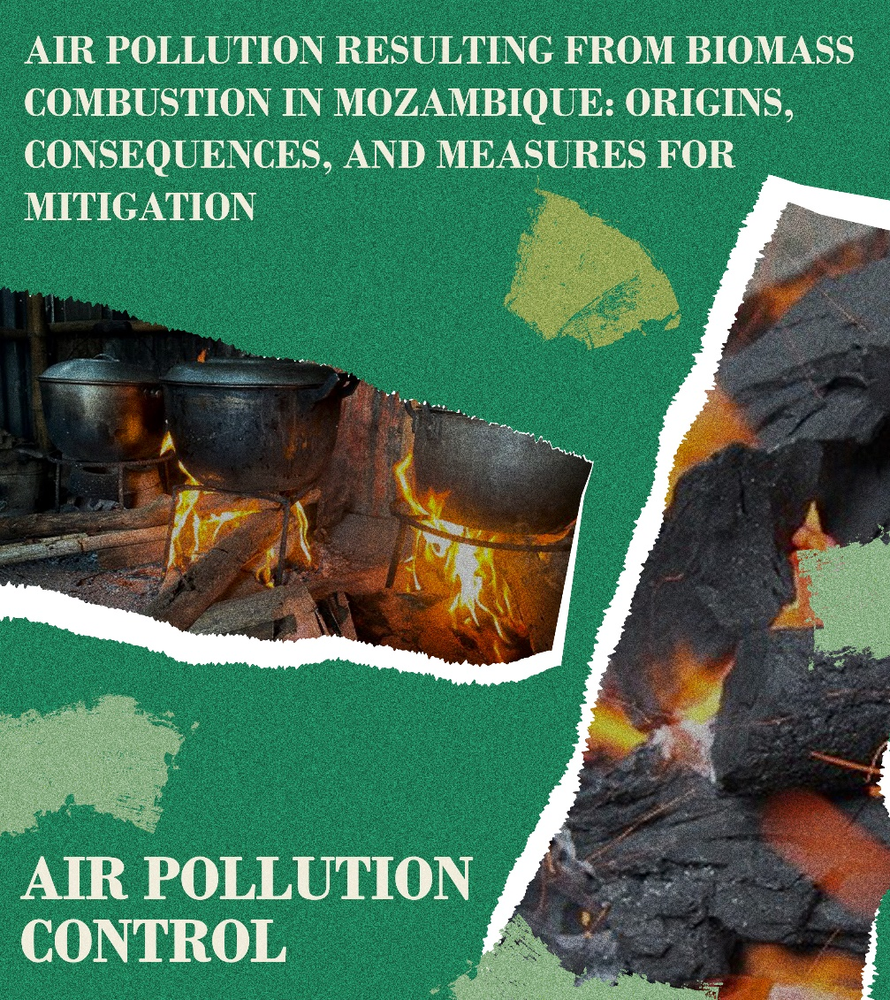 AIR POLLUTION RESULTING FROM BIOMASS
COMBUSTION IN MOZAMBIQUE: ORIGINS,
CONSEQUENCES, AND MEASURES FOR
MITIGATION
AIR POLLUTION
CONTROL